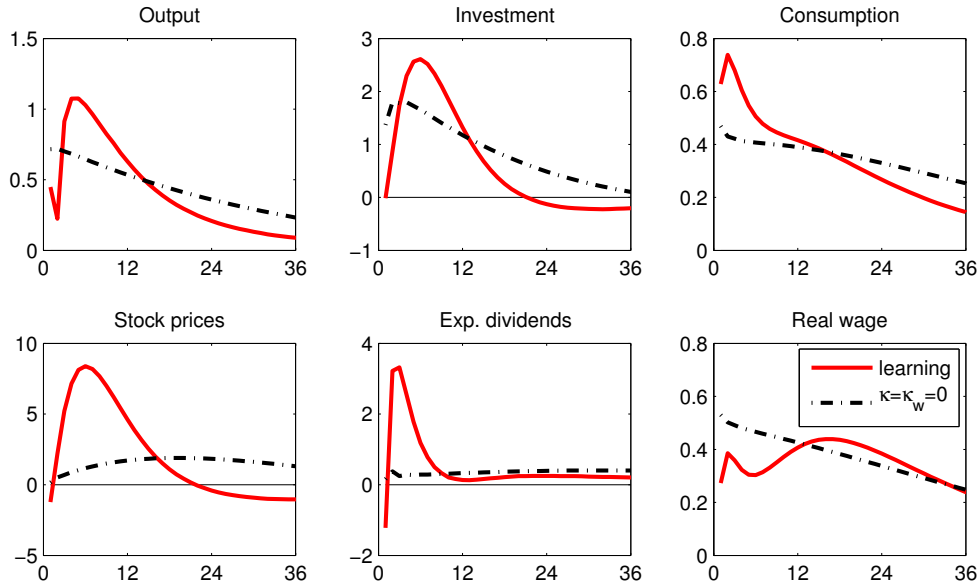 Output
Investment
Consumption
1.5
1
0.5
0
0 12 24 36
4
3
2
1
0
−1
0 12 24 36
0.8
0.6
0.4
0.2
0
0 12 24 36
Stock prices
Exp. dividends
Real wage
10
5
0
−5
0 12 24 36
4
2
0
−2
0 12 24 36
0.8
0.6
0.4
0.2
0
0 12 24 36
learning
κ=κw=0